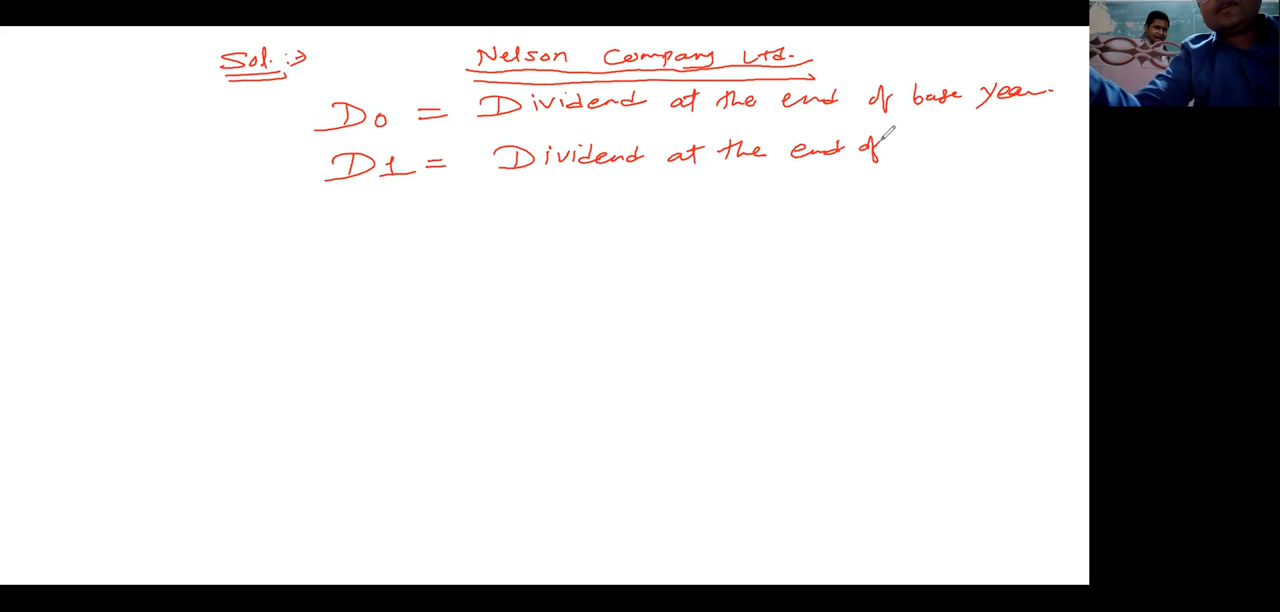 Sol. :→ Nelson Company Ltd.
D0 = Dividend at the end of base year.
D1 = Dividend at the end of